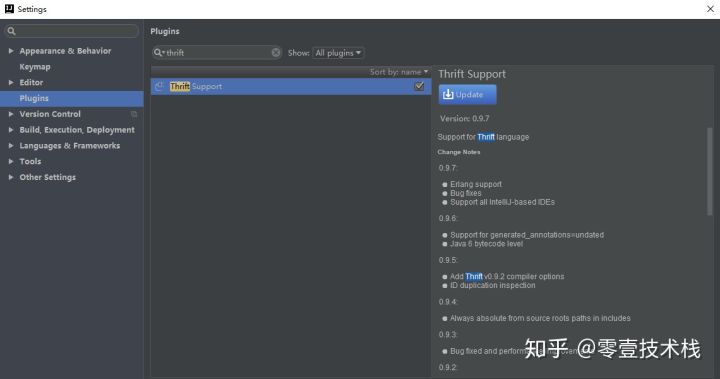 Settings
Appearance & Behavior
Keymap
Editor
Plugins
Version Control
Build, Execution, Deployment
Languages & Frameworks
Tools
Other Settings
Plugins
thrift
Show: All plugins
Sort by: name
Thrift Support
Thrift Support
Update
Version: 0.9.7
Support for Thrift language
Change Notes
0.9.7:
Erlang support
Bug fixes
Support all IntelliJ-based IDEs
0.9.6:
Support for generated_annotations=undated
Java 6 bytecode level
0.9.5:
Add Thrift v0.9.2 compiler options
ID duplication inspection
0.9.4:
Always absolute from source roots paths in includes
0.9.3:
Bug fixed and
0.9.2:
知乎 @零壹技术栈